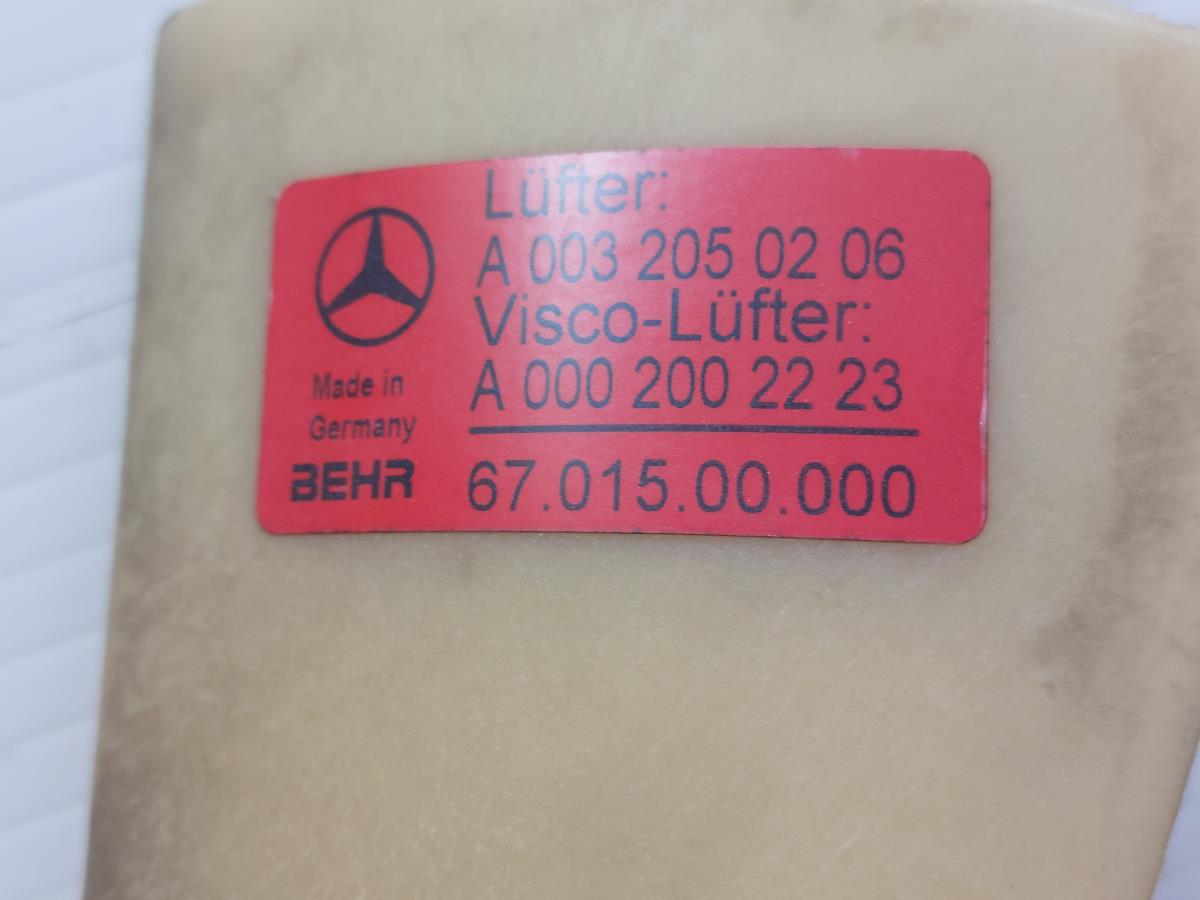 Lüfter:
A 003 205 02 06
Visco-Lüfter:
A 000 200 22 23
Made in
Germany
BEHR
67.015.00.000